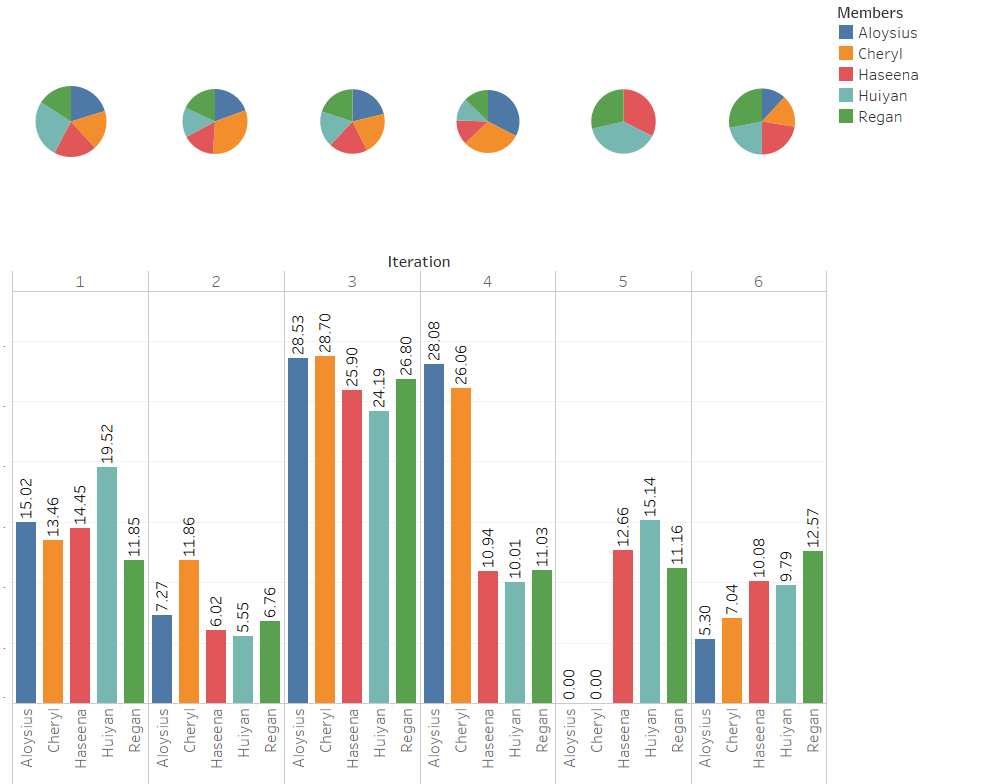 Members
Aloysius
Cheryl
Haseena
Huiyan
Regan
Iteration
1 2 3 4 5 6
15.02 13.46 14.45 19.52 11.85 7.27 11.86 6.02 5.55 6.76 28.53 28.70 25.90 24.19 26.80 28.08 26.06 10.94 10.01 11.03 0.00 0.00 12.66 15.14 11.16 5.30 7.04 10.08 9.79 12.57
Aloysius Cheryl Haseena Huiyan Regan Aloysius Cheryl Haseena Huiyan Regan Aloysius Cheryl Haseena Huiyan Regan Aloysius Cheryl Haseena Huiyan Regan Aloysius Cheryl Haseena Huiyan Regan Aloysius Cheryl Haseena Huiyan Regan